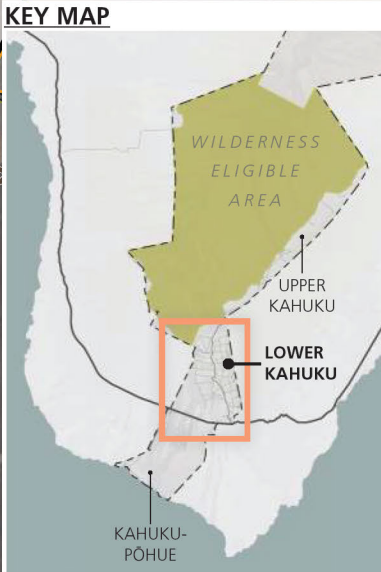 KEY MAP
WILDERNESS
ELIGIBLE
AREA
UPPER
KAHUKU
LOWER
KAHUKU
KAHUKU-
PŌHUE